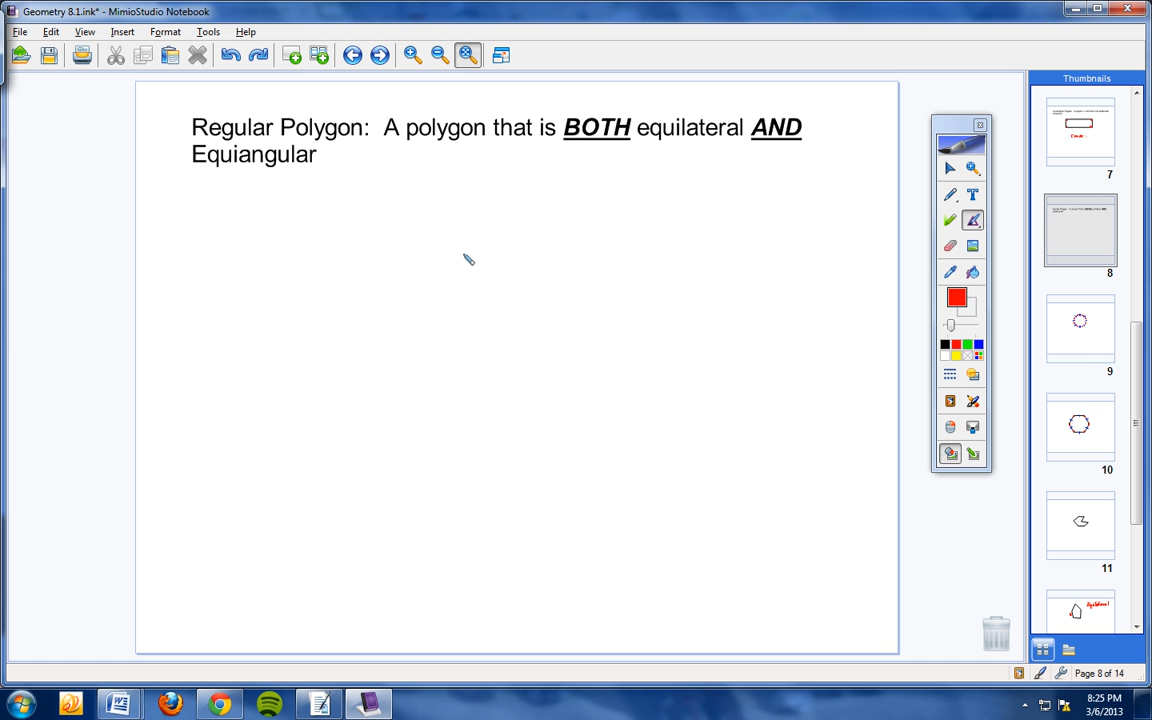 Geometry 8.1.ink* - MimioStudio Notebook
File Edit View Insert Format Tools Help
Thumbnails
Regular Polygon: A polygon that is BOTH equilateral AND
Equiangular
7
8
9
10
11
Equilateral
Page 8 of 14
8:25 PM
3/6/2013